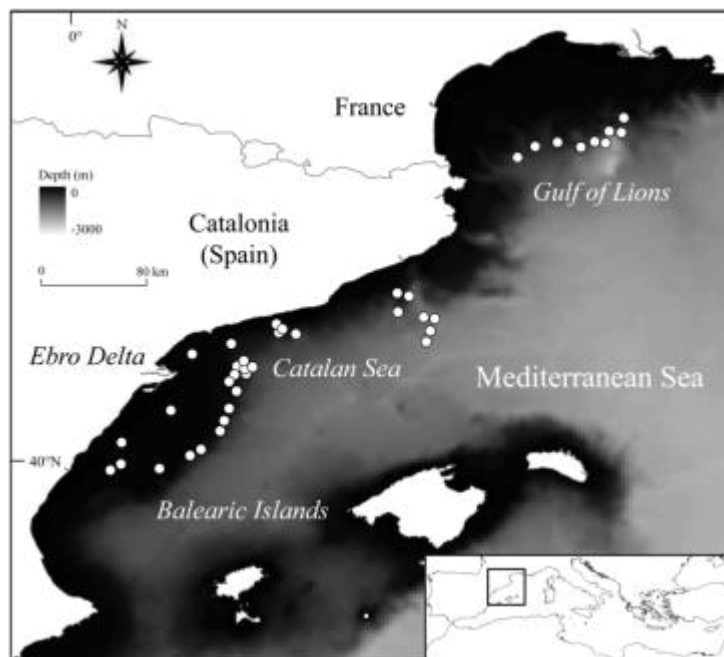 0°
N
France
Depth (m)
0
-3000
Gulf of Lions
Catalonia
(Spain)
0 80 km
Ebro Delta
Catalan Sea
Mediterranean Sea
40°N
Balearic Islands